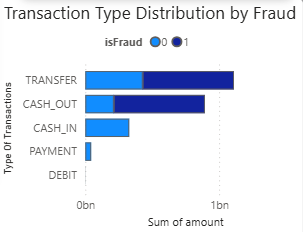 Transaction Type Distribution by Fraud
isFraud 0 1
TRANSFER
CASH_OUT
CASH_IN
PAYMENT
DEBIT
Type Of Transactions
0bn 1bn
Sum of amount